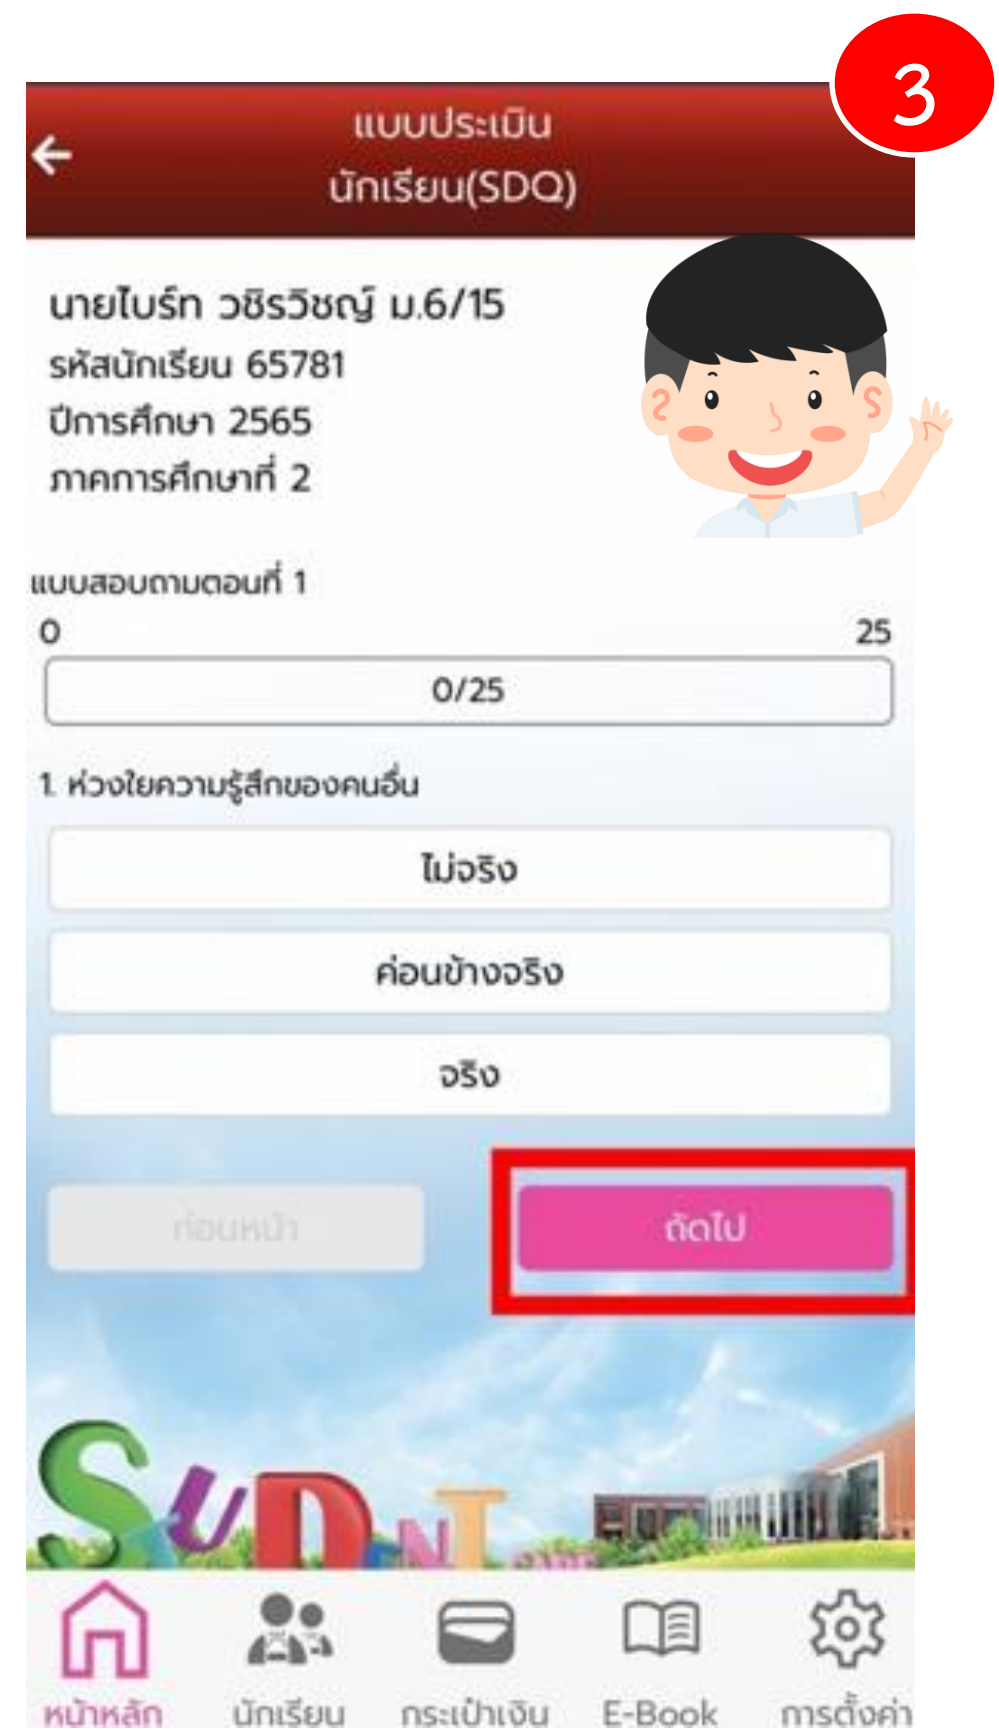 3
แบบประเมิน
นักเรียน(SDQ)
นายไบร์ท วชิรวิชญ์ ม.6/15
รหัสนักเรียน 65781
ปีการศึกษา 2565
ภาคการศึกษาที่ 2
แบบสอบถามตอนที่ 1
0 25
0/25
1. ห่วงใยความรู้สึกของคนอื่น
ไม่จริง
ค่อนข้างจริง
จริง
ก่อนหน้า ถัดไป
หน้าหลัก นักเรียน กระเป๋าเงิน E-Book การตั้งค่า